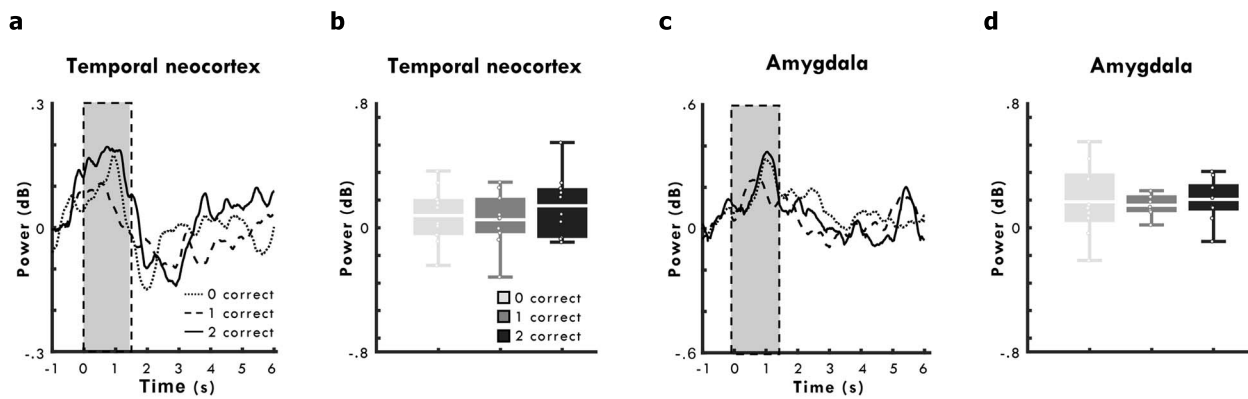 a
Temporal neocortex
.3
0
-.3
Power (dB)
-1 0 1 2 3 4 5 6
Time (s)
0 correct
1 correct
2 correct
b
Temporal neocortex
.8
0
-.8
Power (dB)
0 correct
1 correct
2 correct
c
Amygdala
.6
0
-.6
Power (dB)
-1 0 1 2 3 4 5 6
Time (s)
d
Amygdala
.8
0
-.8
Power (dB)